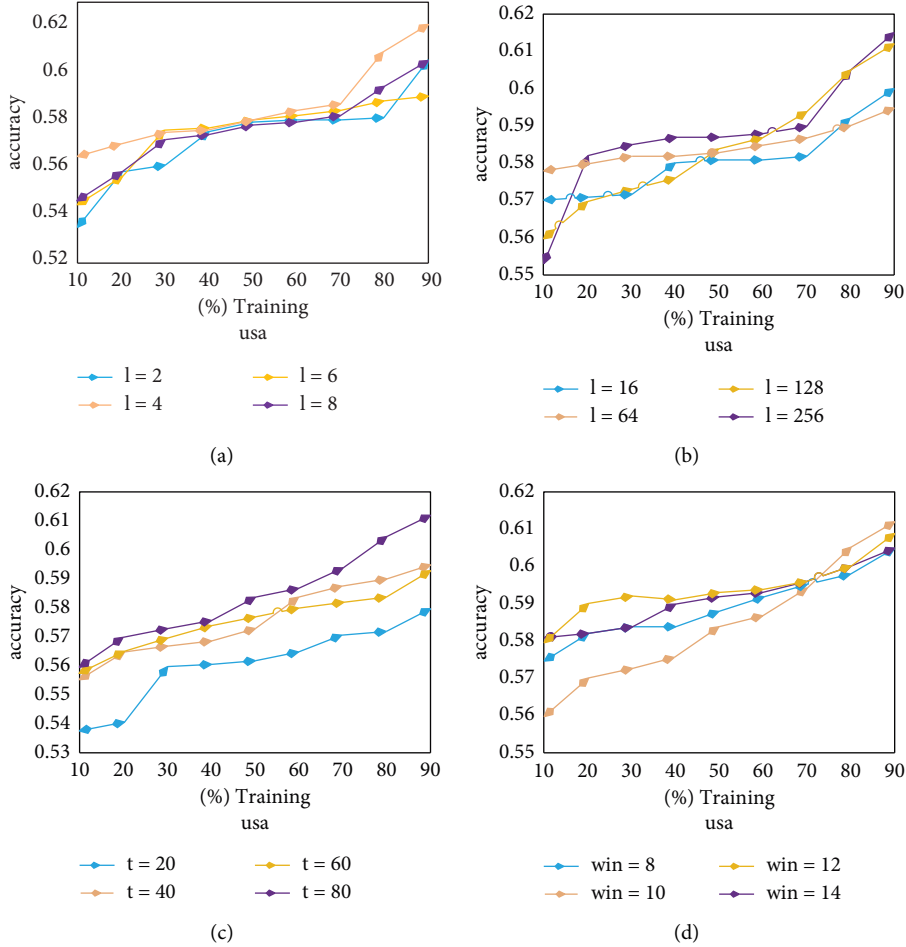 accuracy
0.62
0.6
0.58
0.56
0.54
0.52
10 20 30 40 50 60 70 80 90
(%) Training
usa
l = 2
l = 4
l = 6
l = 8
(a)
accuracy
0.62
0.61
0.6
0.59
0.58
0.57
0.56
0.55
10 20 30 40 50 60 70 80 90
(%) Training
usa
l = 16
l = 64
l = 128
l = 256
(b)
accuracy
0.62
0.61
0.6
0.59
0.58
0.57
0.56
0.55
0.54
0.53
10 20 30 40 50 60 70 80 90
(%) Training
usa
t = 20
t = 40
t = 60
t = 80
(c)
accuracy
0.62
0.61
0.6
0.59
0.58
0.57
0.56
0.55
10 20 30 40 50 60 70 80 90
(%) Training
usa
win = 8
win = 10
win = 12
win = 14
(d)